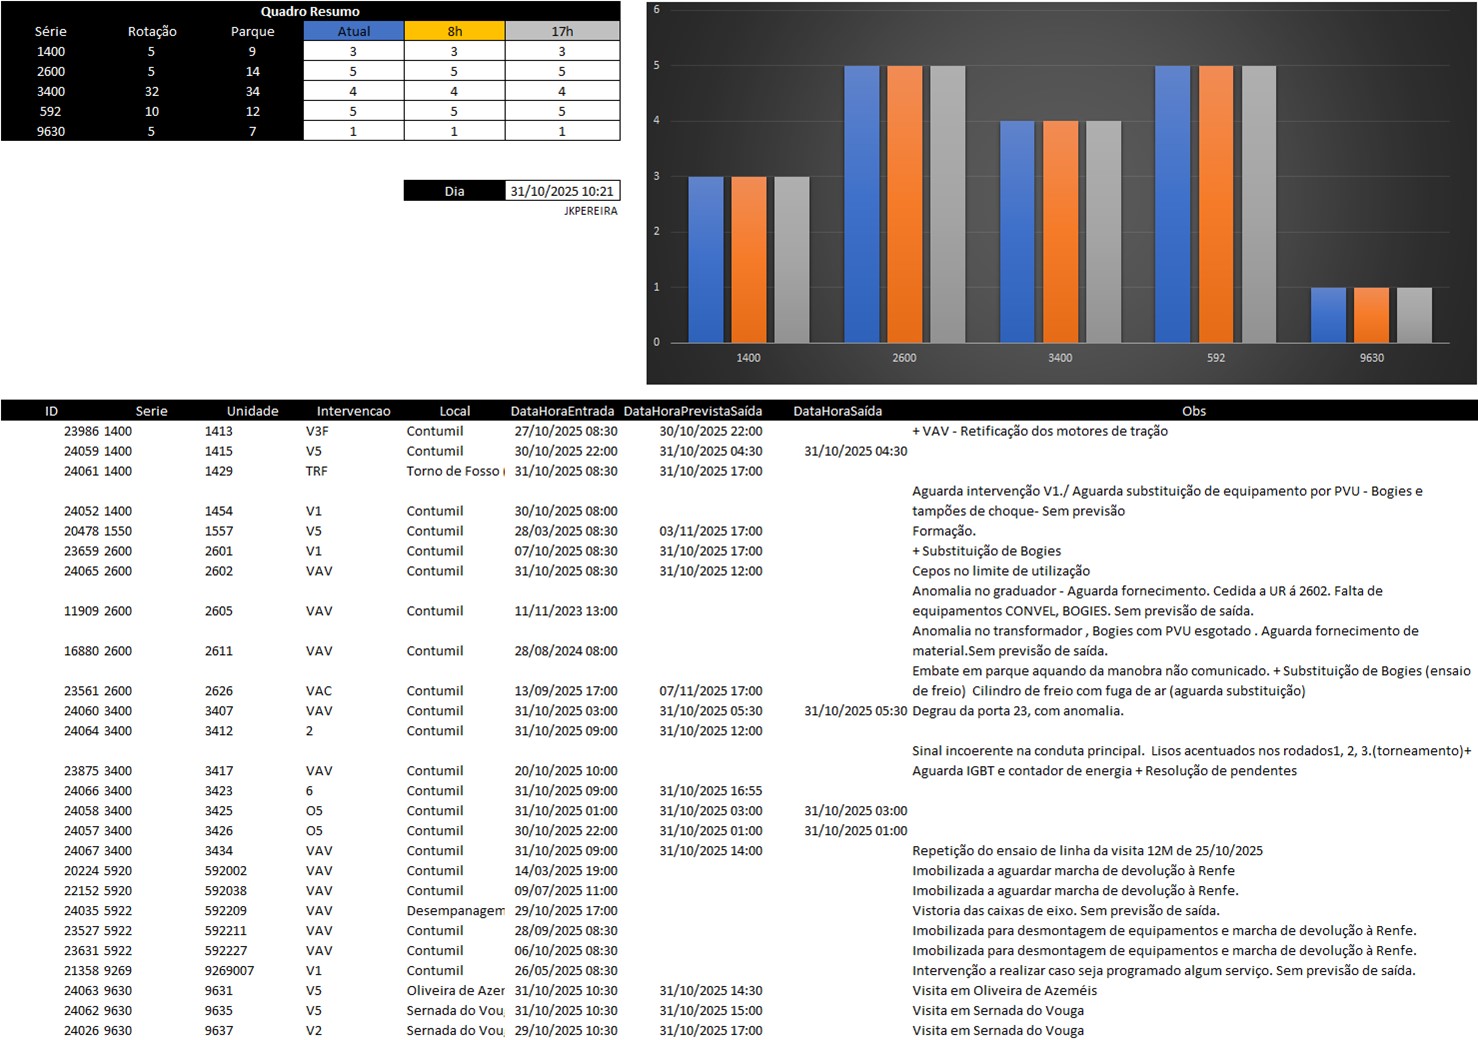 Quadro Resumo
Série Rotação Parque Atual 8h 17h
1400 5 9 3 3 3
2600 5 14 5 5 5
3400 32 34 4 4 4
592 10 12 5 5 5
9630 5 7 1 1 1
Dia 31/10/2025 10:21
JKPEREIRA
6
5
4
3
2
1
0
1400 2600 3400 592 9630
ID Serie Unidade Intervencao Local DataHoraEntrada DataHoraPrevistaSaída DataHoraSaída Obs
23986 1400 1413 V3F Contumil 27/10/2025 08:30 30/10/2025 22:00 + VAV - Retificação dos motores de tração
24059 1400 1415 V5 Contumil 30/10/2025 22:00 31/10/2025 04:30 31/10/2025 04:30
24061 1400 1429 TRF Torno de Fosso ( 31/10/2025 08:30 31/10/2025 17:00
Aguarda intervenção V1./ Aguarda substituição de equipamento por PVU - Bogies e
24052 1400 1454 V1 Contumil 30/10/2025 08:00 tampões de choque- Sem previsão
20478 1550 1557 V5 Contumil 28/03/2025 08:30 03/11/2025 17:00 Formação.
23659 2600 2601 V1 Contumil 07/10/2025 08:30 31/10/2025 17:00 + Substituição de Bogies
24065 2600 2602 VAV Contumil 31/10/2025 08:30 31/10/2025 12:00 Cepos no limite de utilização
Anomalia no graduador - Aguarda fornecimento. Cedida a UR á 2602. Falta de
11909 2600 2605 VAV Contumil 11/11/2023 13:00 equipamentos CONVEL, BOGIES. Sem previsão de saída.
Anomalia no transformador , Bogies com PVU esgotado . Aguarda fornecimento de
16880 2600 2611 VAV Contumil 28/08/2024 08:00 material.Sem previsão de saída.
Embate em parque aquando da manobra não comunicado. + Substituição de Bogies (ensaio
23561 2600 2626 VAC Contumil 13/09/2025 17:00 07/11/2025 17:00 de freio) Cilindro de freio com fuga de ar (aguarda substituição)
24060 3400 3407 VAV Contumil 31/10/2025 03:00 31/10/2025 05:30 31/10/2025 05:30 Degrau da porta 23, com anomalia.
24064 3400 3412 2 Contumil 31/10/2025 09:00 31/10/2025 12:00
Sinal incoerente na conduta principal. Lisos acentuados nos rodados1, 2, 3.(torneamento)+
23875 3400 3417 VAV Contumil 20/10/2025 10:00 Aguarda IGBT e contador de energia + Resolução de pendentes
24066 3400 3423 6 Contumil 31/10/2025 09:00 31/10/2025 16:55
24058 3400 3425 O5 Contumil 31/10/2025 01:00 31/10/2025 03:00 31/10/2025 03:00
24057 3400 3426 O5 Contumil 30/10/2025 22:00 31/10/2025 01:00 31/10/2025 01:00
24067 3400 3434 VAV Contumil 31/10/2025 09:00 31/10/2025 14:00 Repetição do ensaio de linha da visita 12M de 25/10/2025
20224 5920 592002 VAV Contumil 14/03/2025 19:00 Imobilizada a aguardar marcha de devolução à Renfe
22152 5920 592038 VAV Contumil 09/07/2025 11:00 Imobilizada a aguardar marcha de devolução à Renfe.
24035 5922 592209 VAV Desempanagem 29/10/2025 17:00 Vistoria das caixas de eixo. Sem previsão de saída.
23527 5922 592211 VAV Contumil 28/09/2025 08:30 Imobilizada para desmontagem de equipamentos e marcha de devolução à Renfe.
23631 5922 592227 VAV Contumil 06/10/2025 08:30 Imobilizada para desmontagem de equipamentos e marcha de devolução à Renfe.
21358 9269 9269007 V1 Contumil 26/05/2025 08:30 Intervenção a realizar caso seja programado algum serviço. Sem previsão de saída.
24063 9630 9631 V5 Oliveira de Azer 31/10/2025 10:30 31/10/2025 14:30 Visita em Oliveira de Azeméis
24062 9630 9635 V5 Sernada do Vou 31/10/2025 10:30 31/10/2025 15:00 Visita em Sernada do Vouga
24026 9630 9637 V2 Sernada do Vou 29/10/2025 10:30 31/10/2025 17:00 Visita em Sernada do Vouga